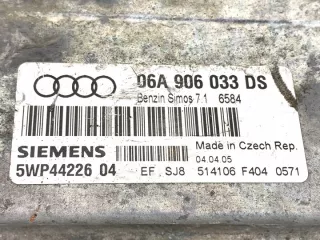 06A 906 033 DS
Benzin Simos 7.1 6584
SIEMENS
Made in Czech Rep.
04.04.05
5WP44226 04
EF . SJ8 514106 F404 0571